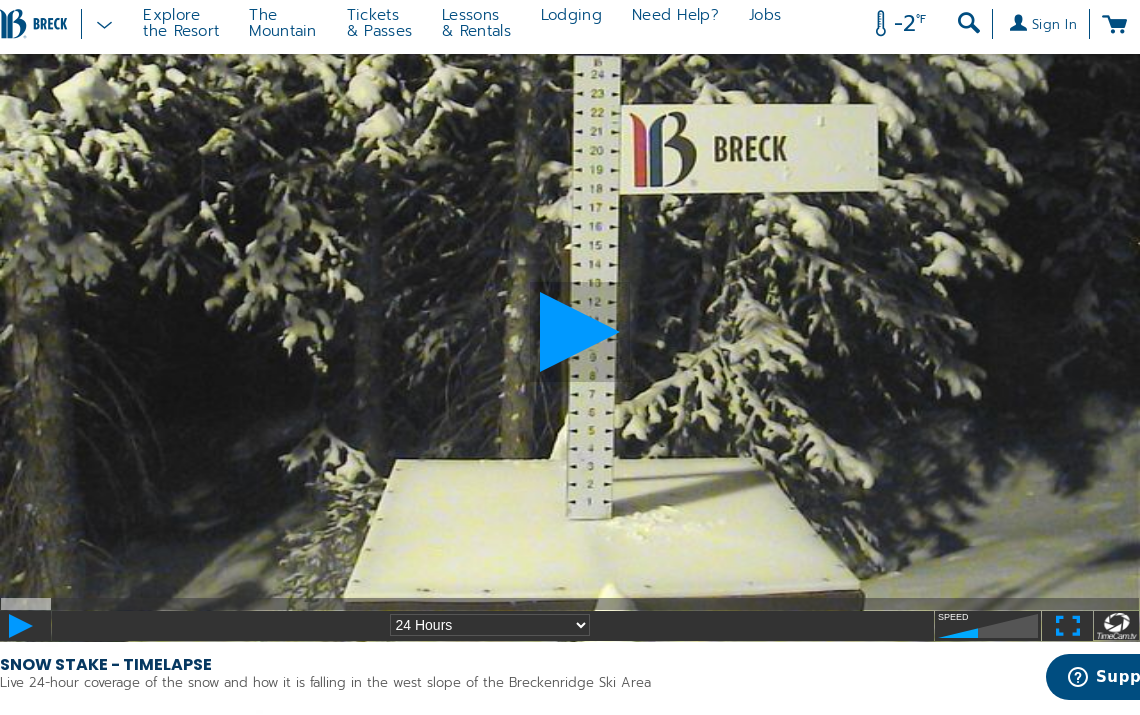 BRECK
Explore
the Resort
The
Mountain
Tickets
& Passes
Lessons
& Rentals
Lodging
Need Help?
Jobs
-2°F
Sign In
24
23
22
21
20
19
18
17
16
15
14
13
12
9
8
7
6
5
4
3
2
1
BRECK
24 Hours
SPEED
TimeCam.tv
SNOW STAKE - TIMELAPSE
Live 24-hour coverage of the snow and how it is falling in the west slope of the Breckenridge Ski Area
Supp